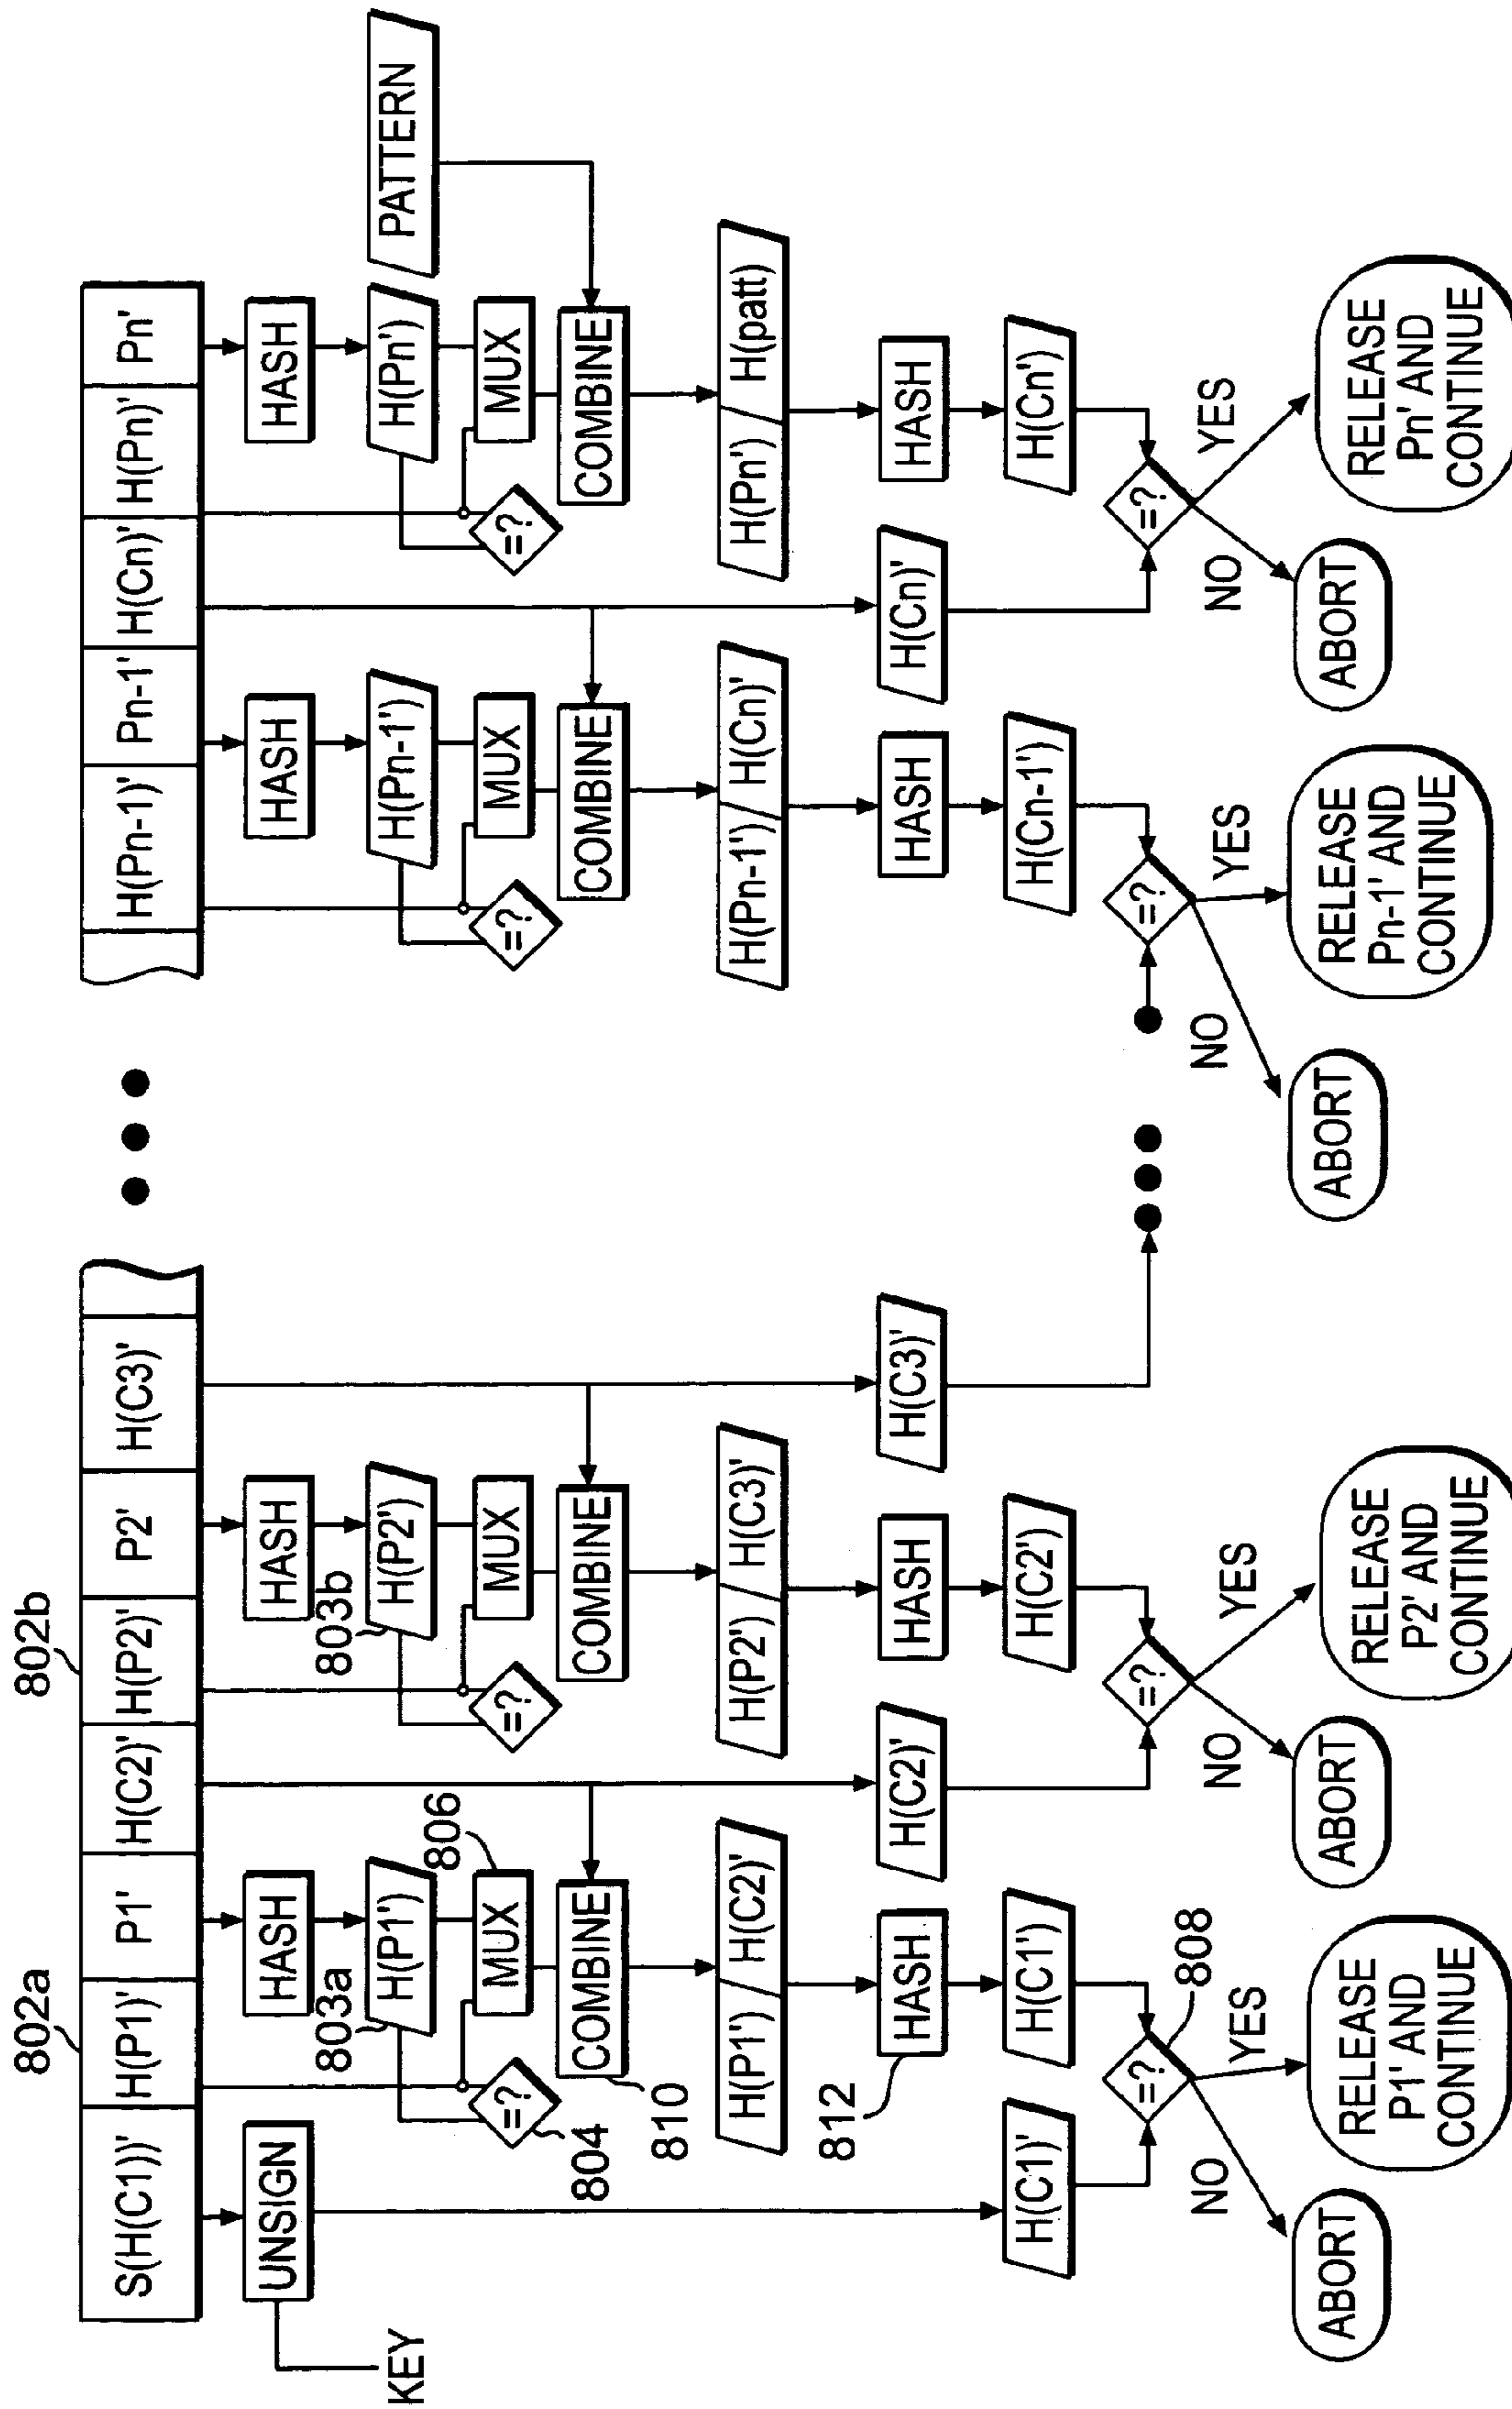 802a
802b
S(H(C1))'
H(P1)'
P1'
H(C2)'
H(P2)'
P2'
H(C3)'
H(Pn-1)'
Pn-1'
H(Cn)'
H(Pn)'
Pn'
KEY
UNSIGN
HASH
HASH
HASH
HASH
803a
H(P1')
803b
H(P2')
H(Pn-1')
H(Pn')
PATTERN
804
=?
MUX
806
=?
MUX
=?
MUX
=?
MUX
810
COMBINE
COMBINE
COMBINE
COMBINE
H(P1') / H(C2)'
H(P2') / H(C3)'
H(Pn-1') / H(Cn)'
H(Pn') / H(patt)
812
HASH
H(C2)'
HASH
H(C3)'
HASH
H(Cn)'
HASH
H(C1)'
H(C1')
H(C2')
H(Cn-1')
H(Cn')
=?
808
=?
=?
=?
NO
YES
NO
YES
NO
YES
NO
YES
ABORT
RELEASE
P1' AND
CONTINUE
ABORT
RELEASE
P2' AND
CONTINUE
ABORT
RELEASE
Pn-1' AND
CONTINUE
ABORT
RELEASE
Pn' AND
CONTINUE